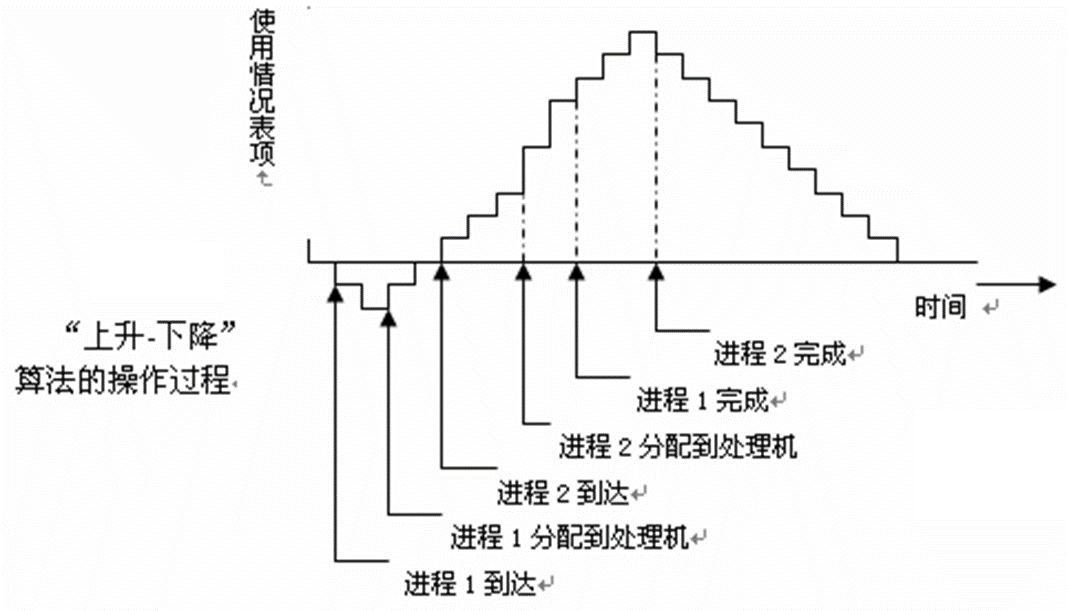 使用情况表项
时间
“上升-下降”
算法的操作过程
进程 2 完成
进程 1 完成
进程 2 分配到处理机
进程 2 到达
进程 1 分配到处理机
进程 1 到达